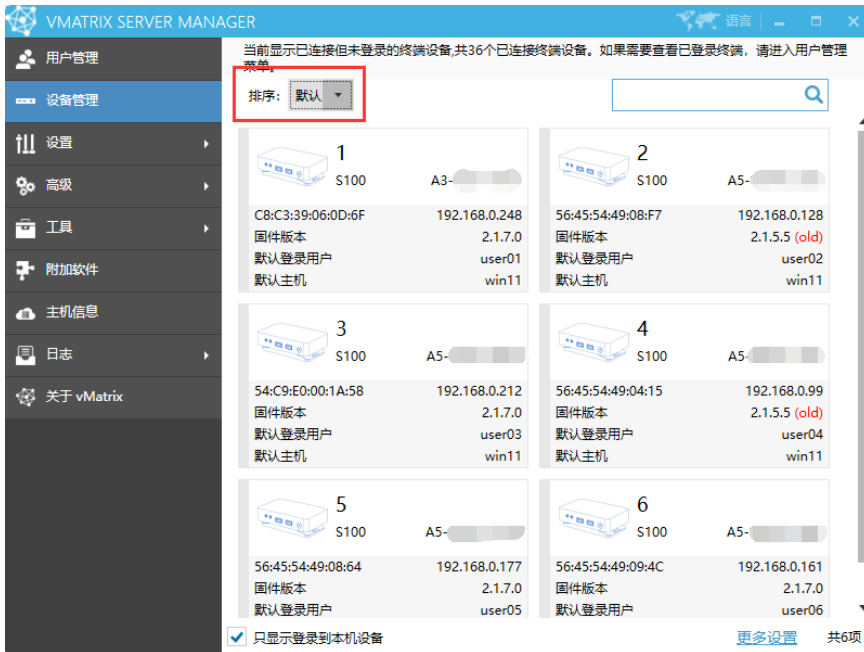 VMATRIX SERVER MANAGER
语言
用户管理
设备管理
设置
高级
工具
附加软件
主机信息
日志
关于 vMatrix
当前显示已连接但未登录的终端设备,共36个已连接终端设备。如果需要查看已登录终端，请进入用户管理
菜单。
排序: 默认
1
S100 A3-
C8:C3:39:06:0D:6F 192.168.0.248
固件版本 2.1.7.0
默认登录用户 user01
默认主机 win11
2
S100 A5-
56:45:54:49:08:F7 192.168.0.128
固件版本 2.1.5.5 (old)
默认登录用户 user02
默认主机 win11
3
S100 A5-
54:C9:E0:00:1A:58 192.168.0.212
固件版本 2.1.7.0
默认登录用户 user03
默认主机 win11
4
S100 A5-
56:45:54:49:04:15 192.168.0.99
固件版本 2.1.5.5 (old)
默认登录用户 user04
默认主机 win11
5
S100 A5-
56:45:54:49:08:64 192.168.0.177
固件版本 2.1.7.0
默认登录用户 user05
6
S100 A5-
56:45:54:49:09:4C 192.168.0.161
固件版本 2.1.7.0
默认登录用户 user06
只显示登录到本机设备
更多设置 共6项